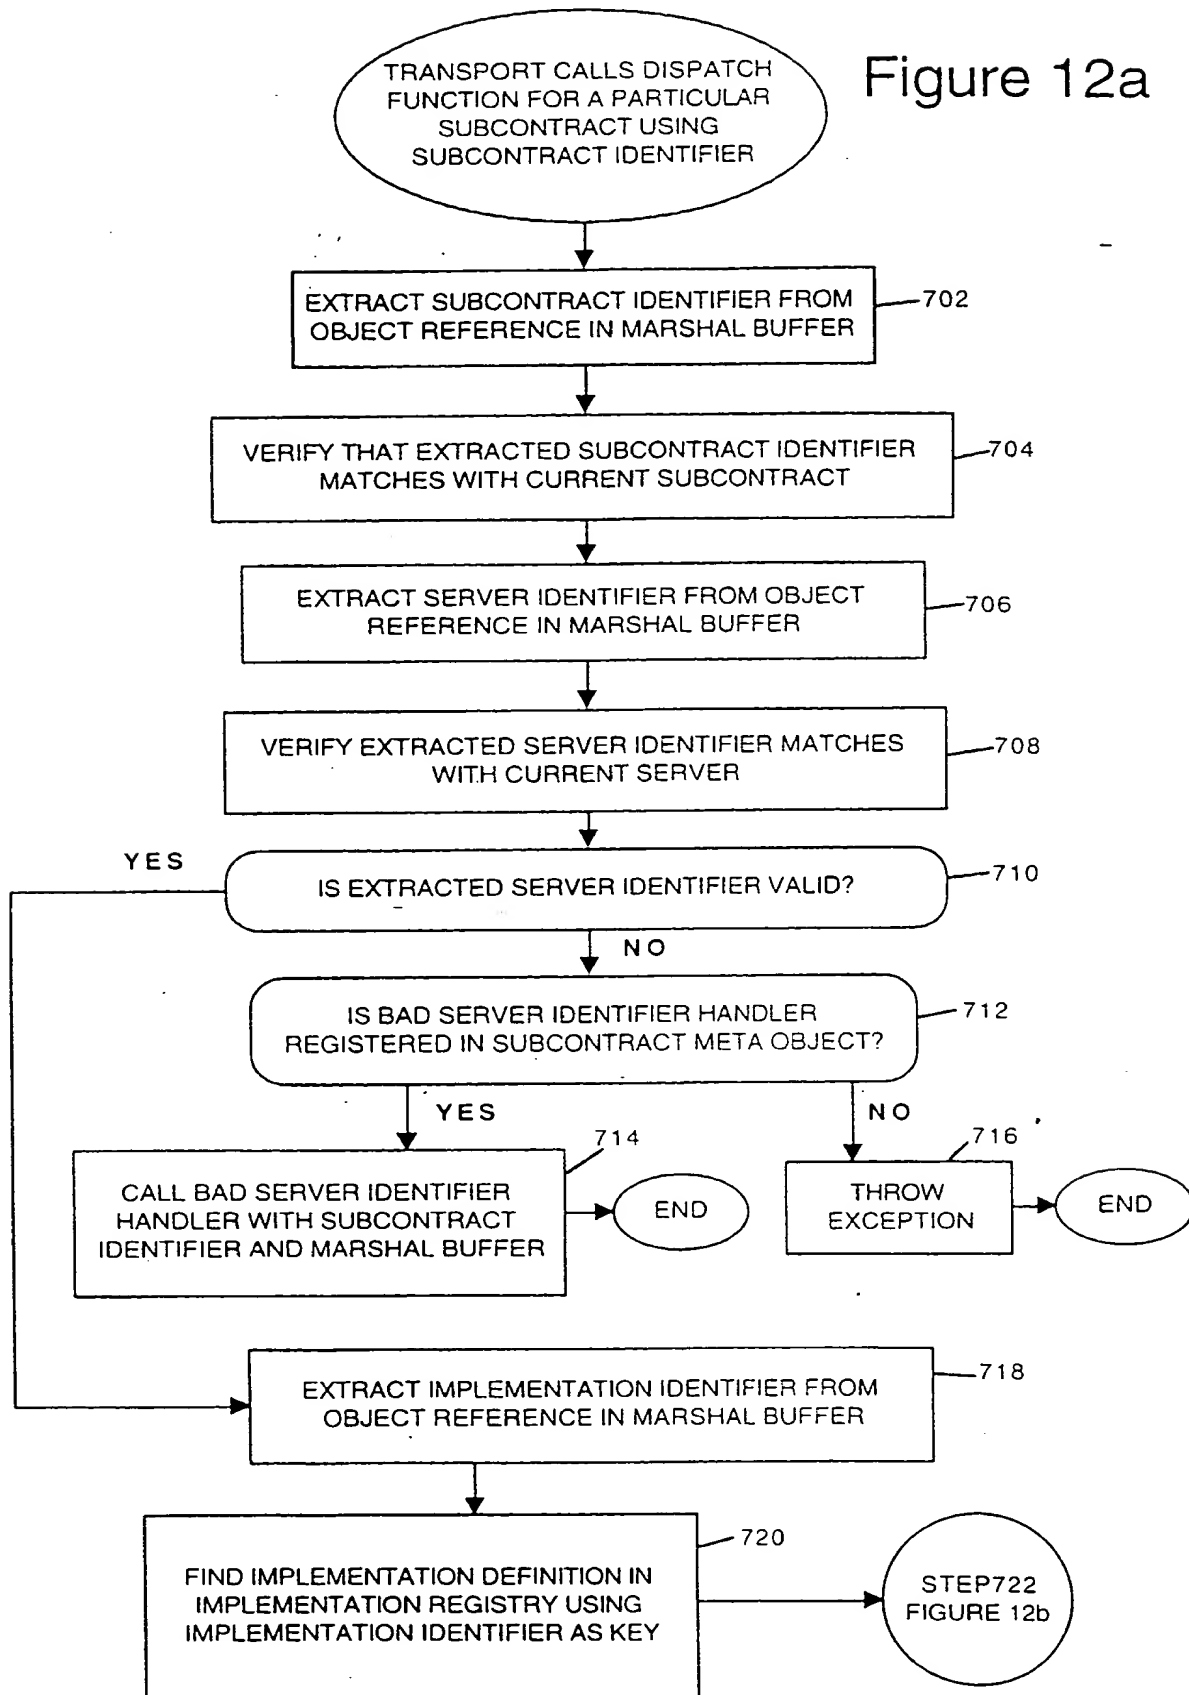 Figure 12a
TRANSPORT CALLS DISPATCH
FUNCTION FOR A PARTICULAR
SUBCONTRACT USING
SUBCONTRACT IDENTIFIER
EXTRACT SUBCONTRACT IDENTIFIER FROM
OBJECT REFERENCE IN MARSHAL BUFFER
702
VERIFY THAT EXTRACTED SUBCONTRACT IDENTIFIER
MATCHES WITH CURRENT SUBCONTRACT
704
EXTRACT SERVER IDENTIFIER FROM OBJECT
REFERENCE IN MARSHAL BUFFER
706
VERIFY EXTRACTED SERVER IDENTIFIER MATCHES
WITH CURRENT SERVER
708
YES
IS EXTRACTED SERVER IDENTIFIER VALID?
710
NO
IS BAD SERVER IDENTIFIER HANDLER
REGISTERED IN SUBCONTRACT META OBJECT?
712
YES
NO
714
CALL BAD SERVER IDENTIFIER
HANDLER WITH SUBCONTRACT
IDENTIFIER AND MARSHAL BUFFER
END
716
THROW
EXCEPTION
END
EXTRACT IMPLEMENTATION IDENTIFIER FROM
OBJECT REFERENCE IN MARSHAL BUFFER
718
FIND IMPLEMENTATION DEFINITION IN
IMPLEMENTATION REGISTRY USING
IMPLEMENTATION IDENTIFIER AS KEY
720
STEP722
FIGURE 12b